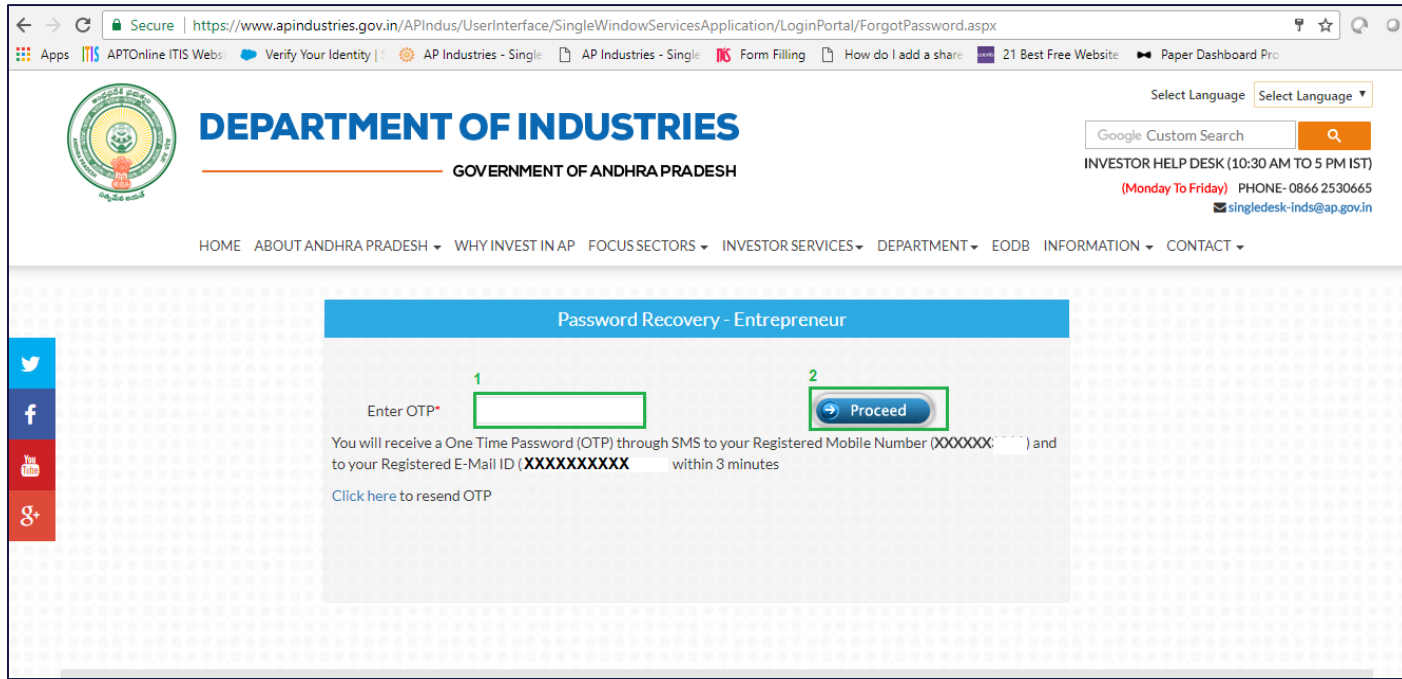 Secure | https://www.apindustries.gov.in/APIndus/UserInterface/SingleWindowServicesApplication/LoginPortal/ForgotPassword.aspx
Apps APTOnline ITIS Websi Verify Your Identity | S AP Industries - Single AP Industries - Single Form Filling How do I add a share 21 Best Free Website Paper Dashboard Pro
Select Language Select Language
DEPARTMENT OF INDUSTRIES
GOVERNMENT OF ANDHRA PRADESH
Google Custom Search
INVESTOR HELP DESK (10:30 AM TO 5 PM IST)
(Monday To Friday) PHONE- 0866 2530665
singledesk-inds@ap.gov.in
సత్యమేవ జయతే
HOME ABOUT ANDHRA PRADESH WHY INVEST IN AP FOCUS SECTORS INVESTOR SERVICES DEPARTMENT EODB INFORMATION CONTACT
Password Recovery - Entrepreneur
1 2
Enter OTP* Proceed
You will receive a One Time Password (OTP) through SMS to your Registered Mobile Number (XXXXXX ) and
to your Registered E-Mail ID (XXXXXXXXXX within 3 minutes
Click here to resend OTP
f
You Tube
g+